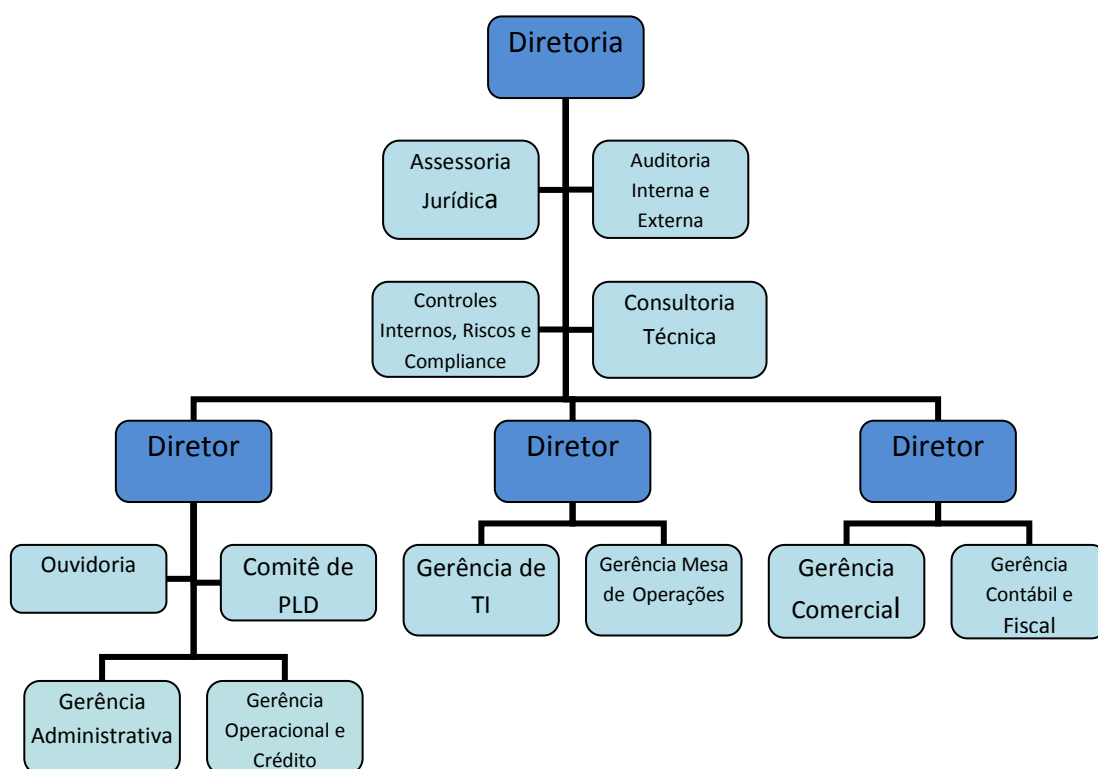 Diretoria
Assessoria
Jurídica
Auditoria
Interna e
Externa
Controles
Internos, Riscos e
Compliance
Consultoria
Técnica
Diretor
Diretor
Diretor
Ouvidoria
Comitê de
PLD
Gerência de
TI
Gerência Mesa
de Operações
Gerência
Comercial
Gerência
Contábil e
Fiscal
Gerência
Administrativa
Gerência
Operacional e
Crédito